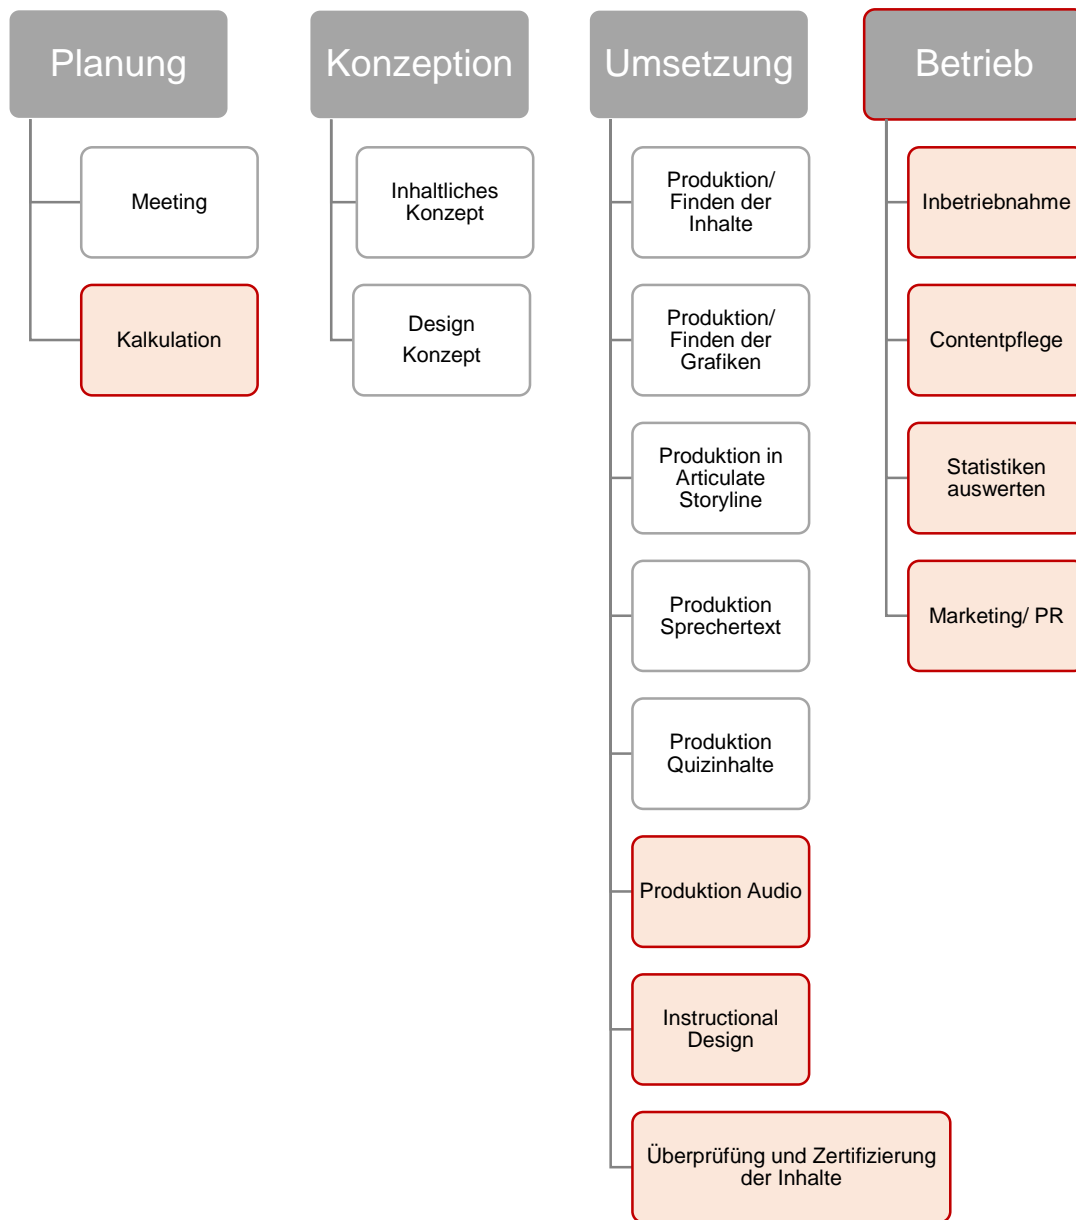 Planung
Meeting
Kalkulation
Konzeption
Inhaltliches
Konzept
Design
Konzept
Umsetzung
Produktion/
Finden der
Inhalte
Produktion/
Finden der
Grafiken
Produktion in
Articulate
Storyline
Produktion
Sprechertext
Produktion
Quizinhalte
Produktion Audio
Instructional
Design
Überprüfung und Zertifizierung
der Inhalte
Betrieb
Inbetriebnahme
Contentpflege
Statistiken
auswerten
Marketing/ PR